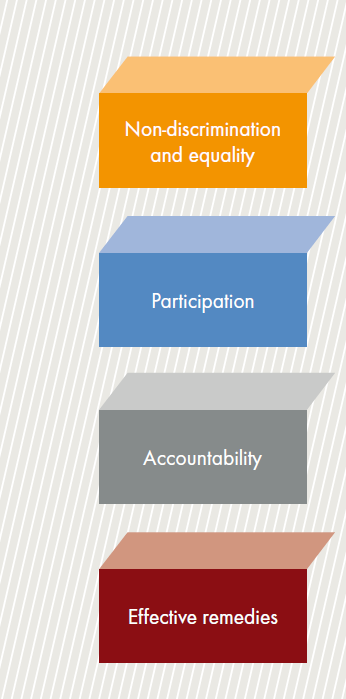 Non-discrimination
and equality
Participation
Accountability
Effective remedies